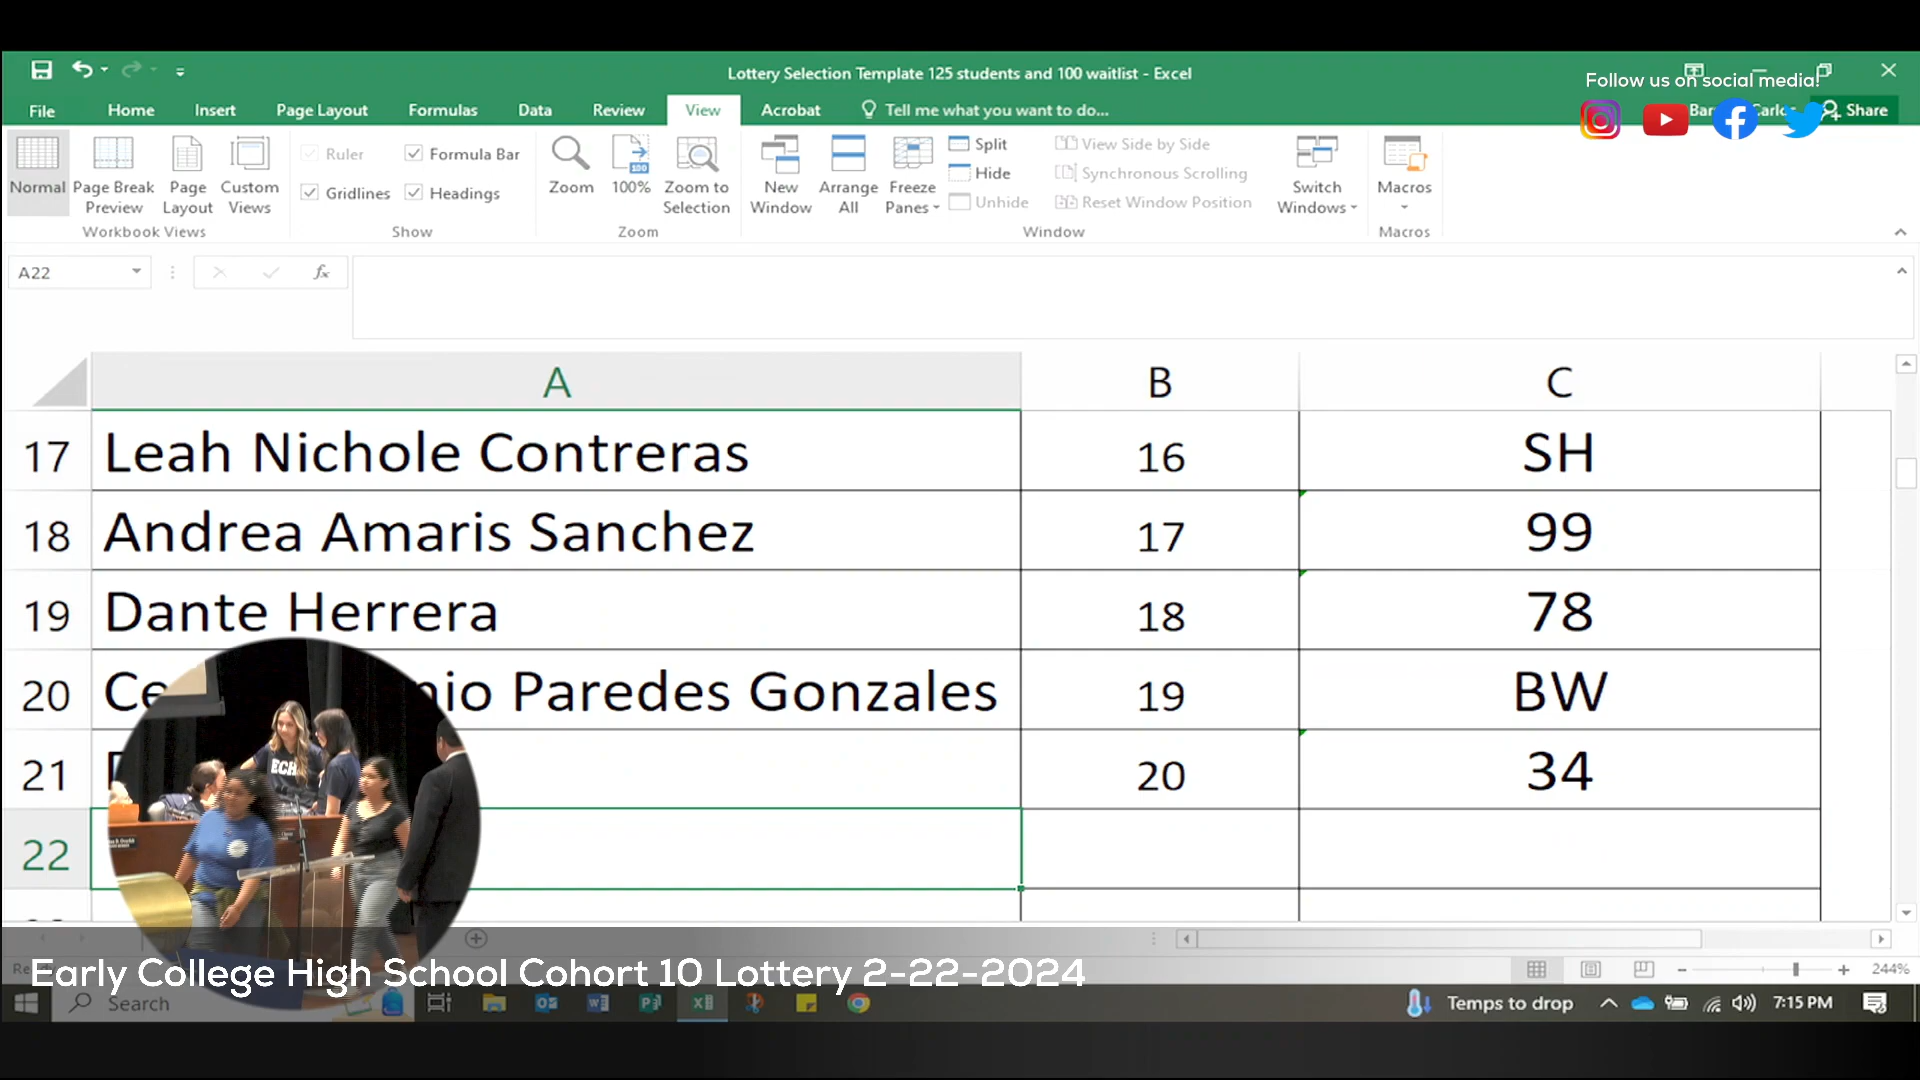 Lottery Selection Template 125 students and 100 waitlist - Excel
Follow us on social media!
File Home Insert Page Layout Formulas Data Review View Acrobat Tell me what you want to do... Share
Normal Page Break Preview Page Layout Custom Views
Workbook Views
Ruler Formula Bar
Gridlines Headings
Show
Zoom 100% Zoom to Selection
Zoom
New Window Arrange All Freeze Panes
Split
Hide
Unhide
View Side by Side
Synchronous Scrolling
Reset Window Position
Switch Windows
Window
Macros
Macros
A22 fx
A B C
17 Leah Nichole Contreras 16 SH
18 Andrea Amaris Sanchez 17 99
19 Dante Herrera 18 78
20 Paredes Gonzales 19 BW
21 20 34
22
ECH
Early College High School Cohort 10 Lottery 2-22-2024
244%
Search
Temps to drop 7:15 PM